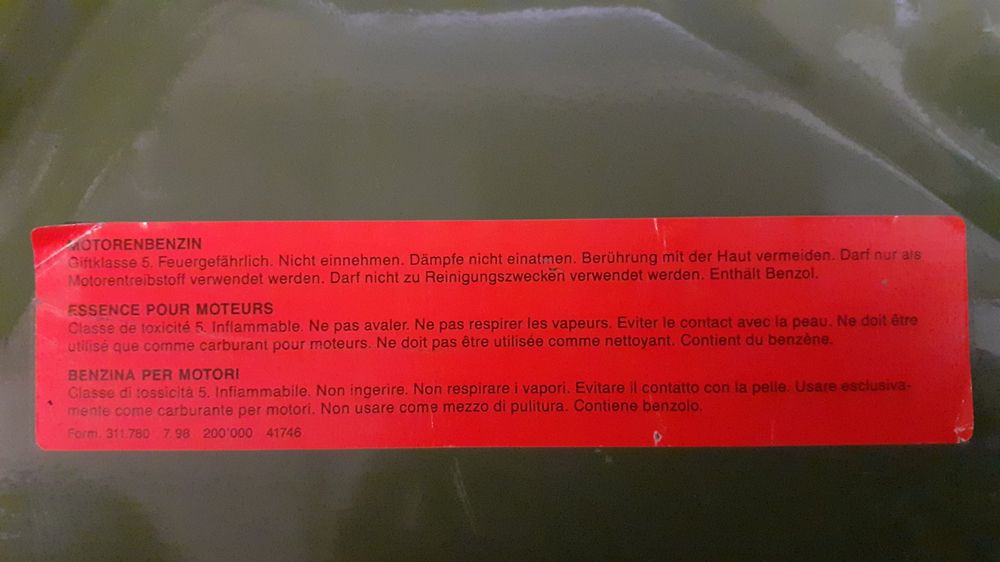 MOTORENBENZIN
Giftklasse 5. Feuergefährlich. Nicht einnehmen. Dämpfe nicht einatmen. Berührung mit der Haut vermeiden. Darf nur als
Motorentreibstoff verwendet werden. Darf nicht zu Reinigungszwecken verwendet werden. Enthält Benzol.
ESSENCE POUR MOTEURS
Classe de toxicité 5. Inflammable. Ne pas avaler. Ne pas respirer les vapeurs. Eviter le contact avec la peau. Ne doit être
utilisé que comme carburant pour moteurs. Ne doit pas être utilisée comme nettoyant. Contient du benzène.
BENZINA PER MOTORI
Classe di tossicità 5. Infiammabile. Non ingerire. Non respirare i vapori. Evitare il contatto con la pelle. Usare esclusiva-
mente come carburante per motori. Non usare come mezzo di pulitura. Contiene benzolo.
Form. 311.780 7.98 200'000 41746